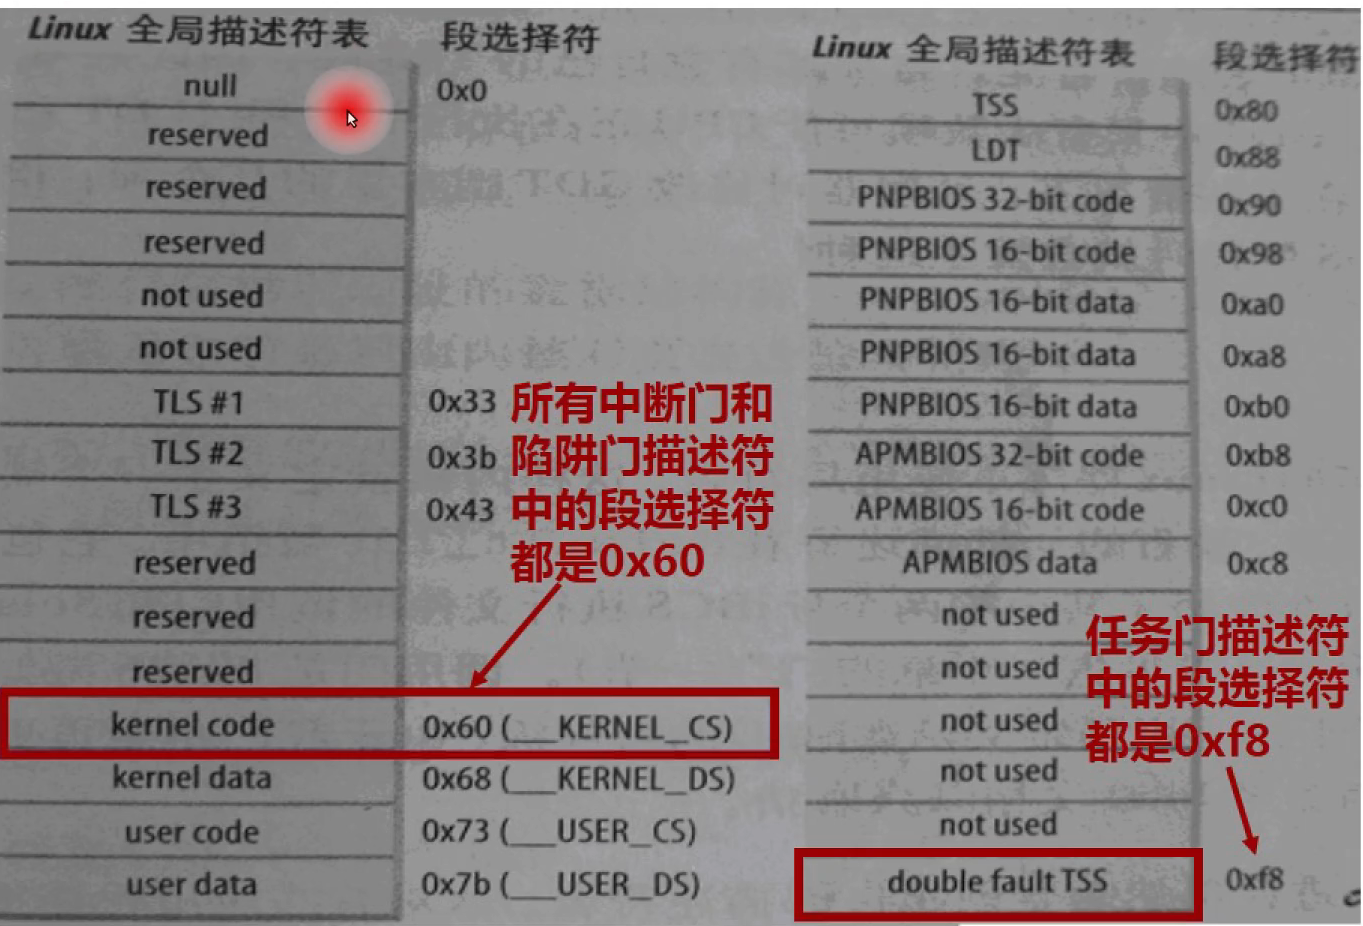 Linux 全局描述符表 段选择符
null 0x0
reserved
reserved
reserved
not used
not used
TLS #1 0x33
TLS #2 0x3b
TLS #3 0x43
reserved
reserved
reserved
kernel code 0x60 (__KERNEL_CS)
kernel data 0x68 (__KERNEL_DS)
user code 0x73 (__USER_CS)
user data 0x7b (__USER_DS)
所有中断门和
陷阱门描述符
中的段选择符
都是0x60
Linux 全局描述符表 段选择符
TSS 0x80
LDT 0x88
PNPBIOS 32-bit code 0x90
PNPBIOS 16-bit code 0x98
PNPBIOS 16-bit data 0xa0
PNPBIOS 16-bit data 0xa8
PNPBIOS 16-bit data 0xb0
APMBIOS 32-bit code 0xb8
APMBIOS 16-bit code 0xc0
APMBIOS data 0xc8
not used
not used
not used
not used
not used
double fault TSS 0xf8
任务门描述符
中的段选择符
都是0xf8